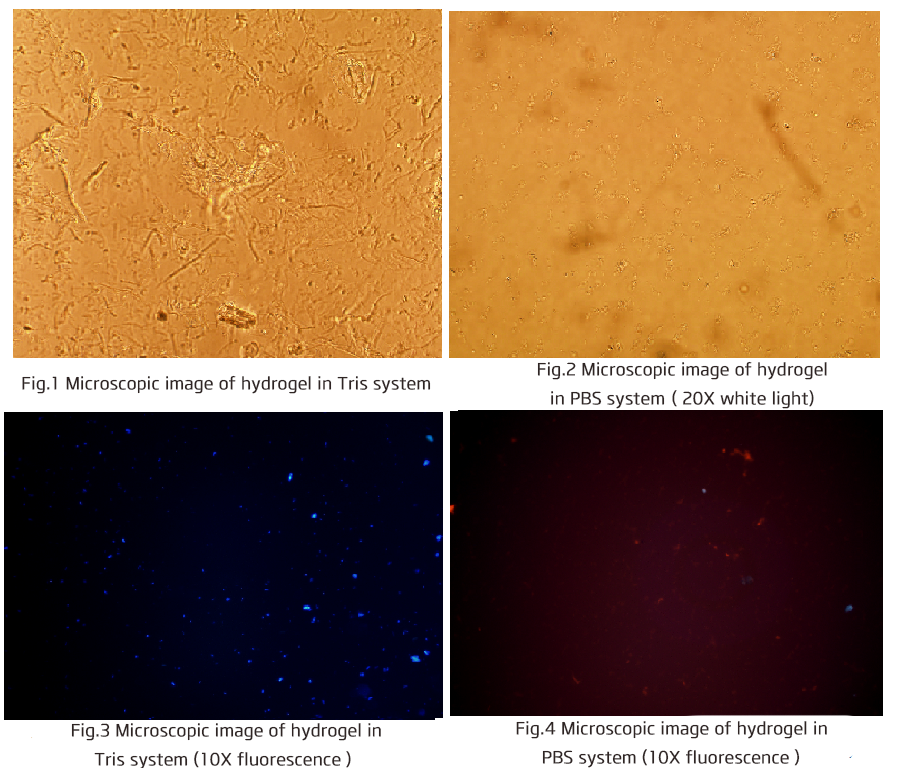 Fig.1 Microscopic image of hydrogel in Tris system
Fig.2 Microscopic image of hydrogel
in PBS system ( 20X white light)
Fig.3 Microscopic image of hydrogel in
Tris system (10X fluorescence )
Fig.4 Microscopic image of hydrogel in
PBS system (10X fluorescence )